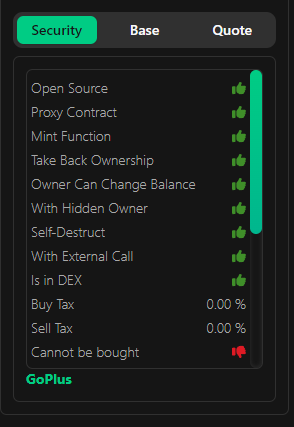 Security Base Quote
Open Source
Proxy Contract
Mint Function
Take Back Ownership
Owner Can Change Balance
With Hidden Owner
Self-Destruct
With External Call
Is in DEX
Buy Tax 0.00 %
Sell Tax 0.00 %
Cannot be bought
GoPlus